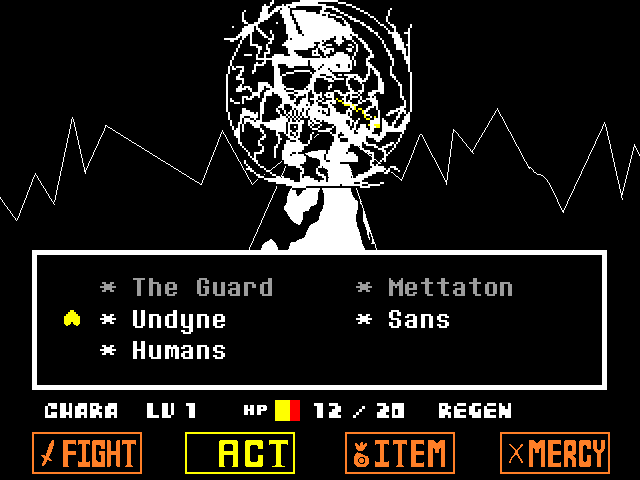 * The Guard * Mettaton
* Undyne * Sans
* Humans
CHARA LV 1 HP 12 / 20 REGEN
FIGHT ACT ITEM MERCY